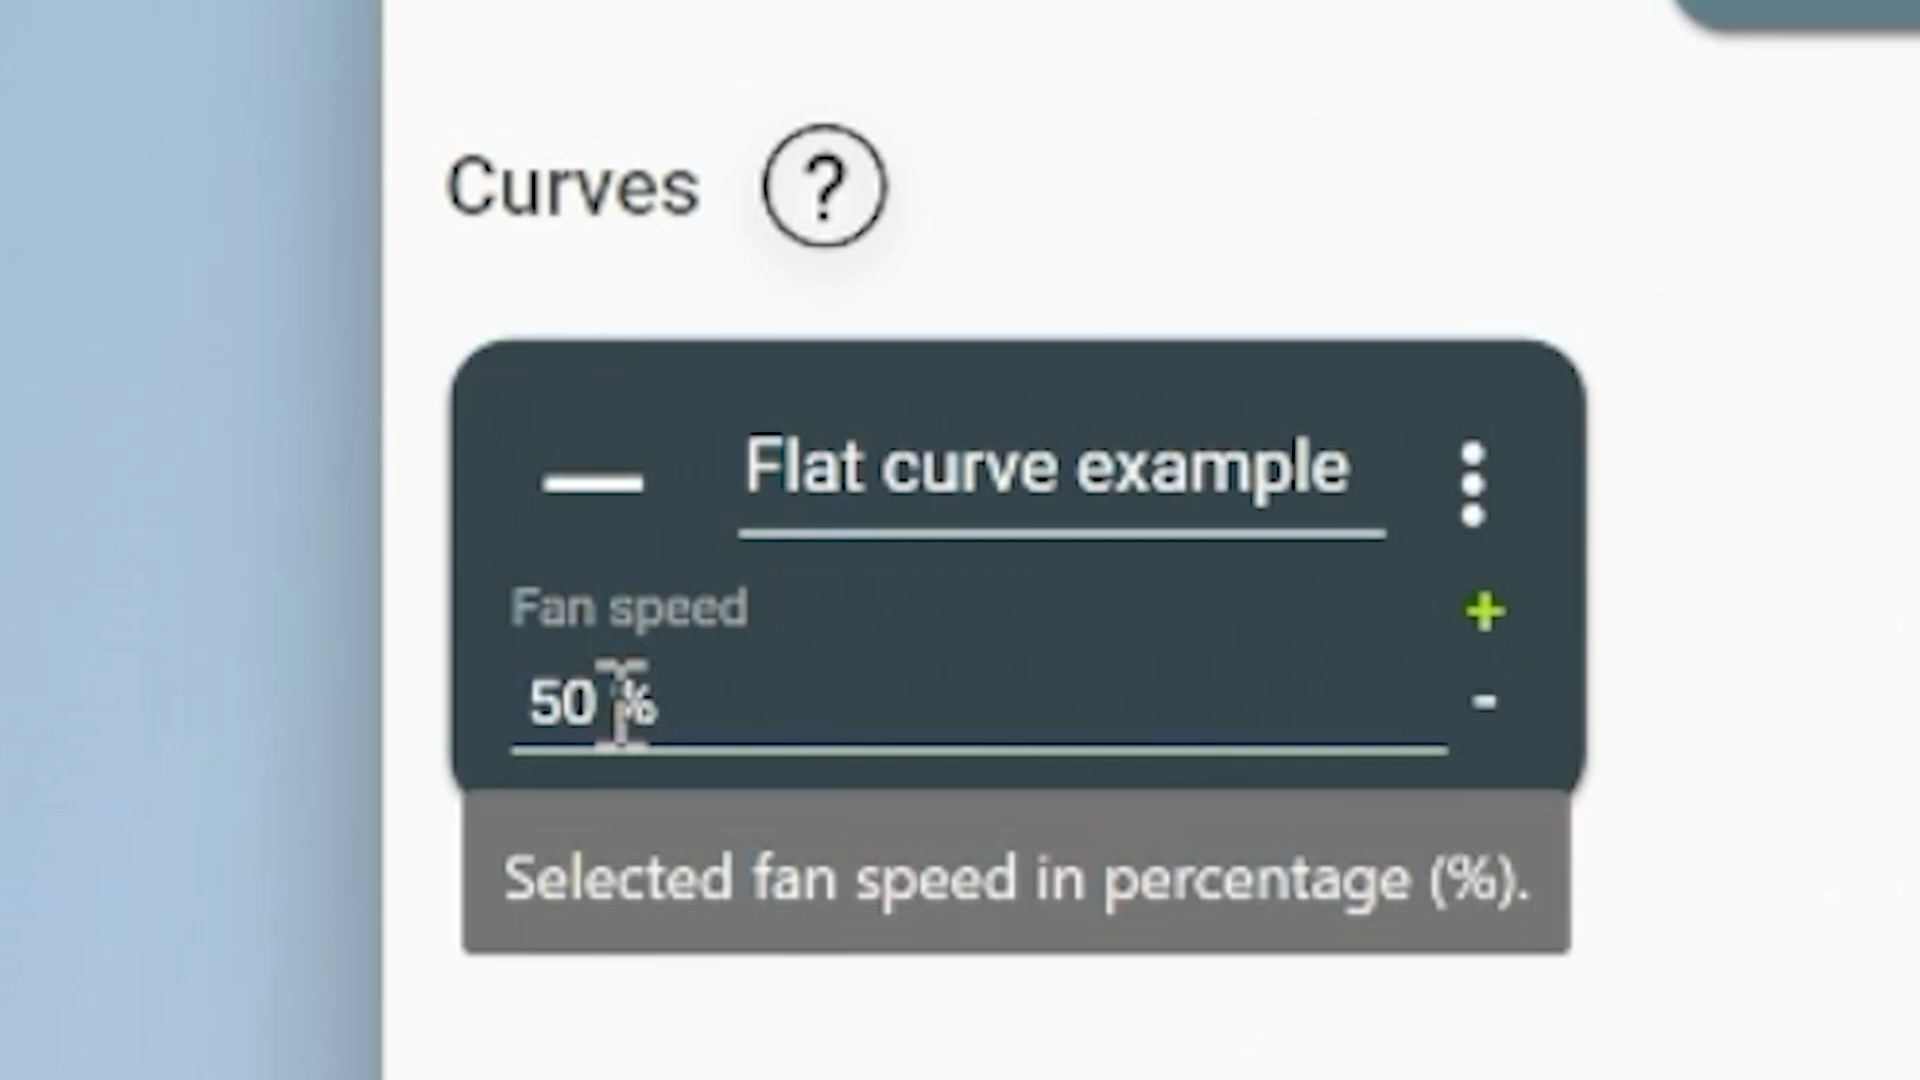 Curves ?
Flat curve example
Fan speed
+
50 %
-
Selected fan speed in percentage (%).